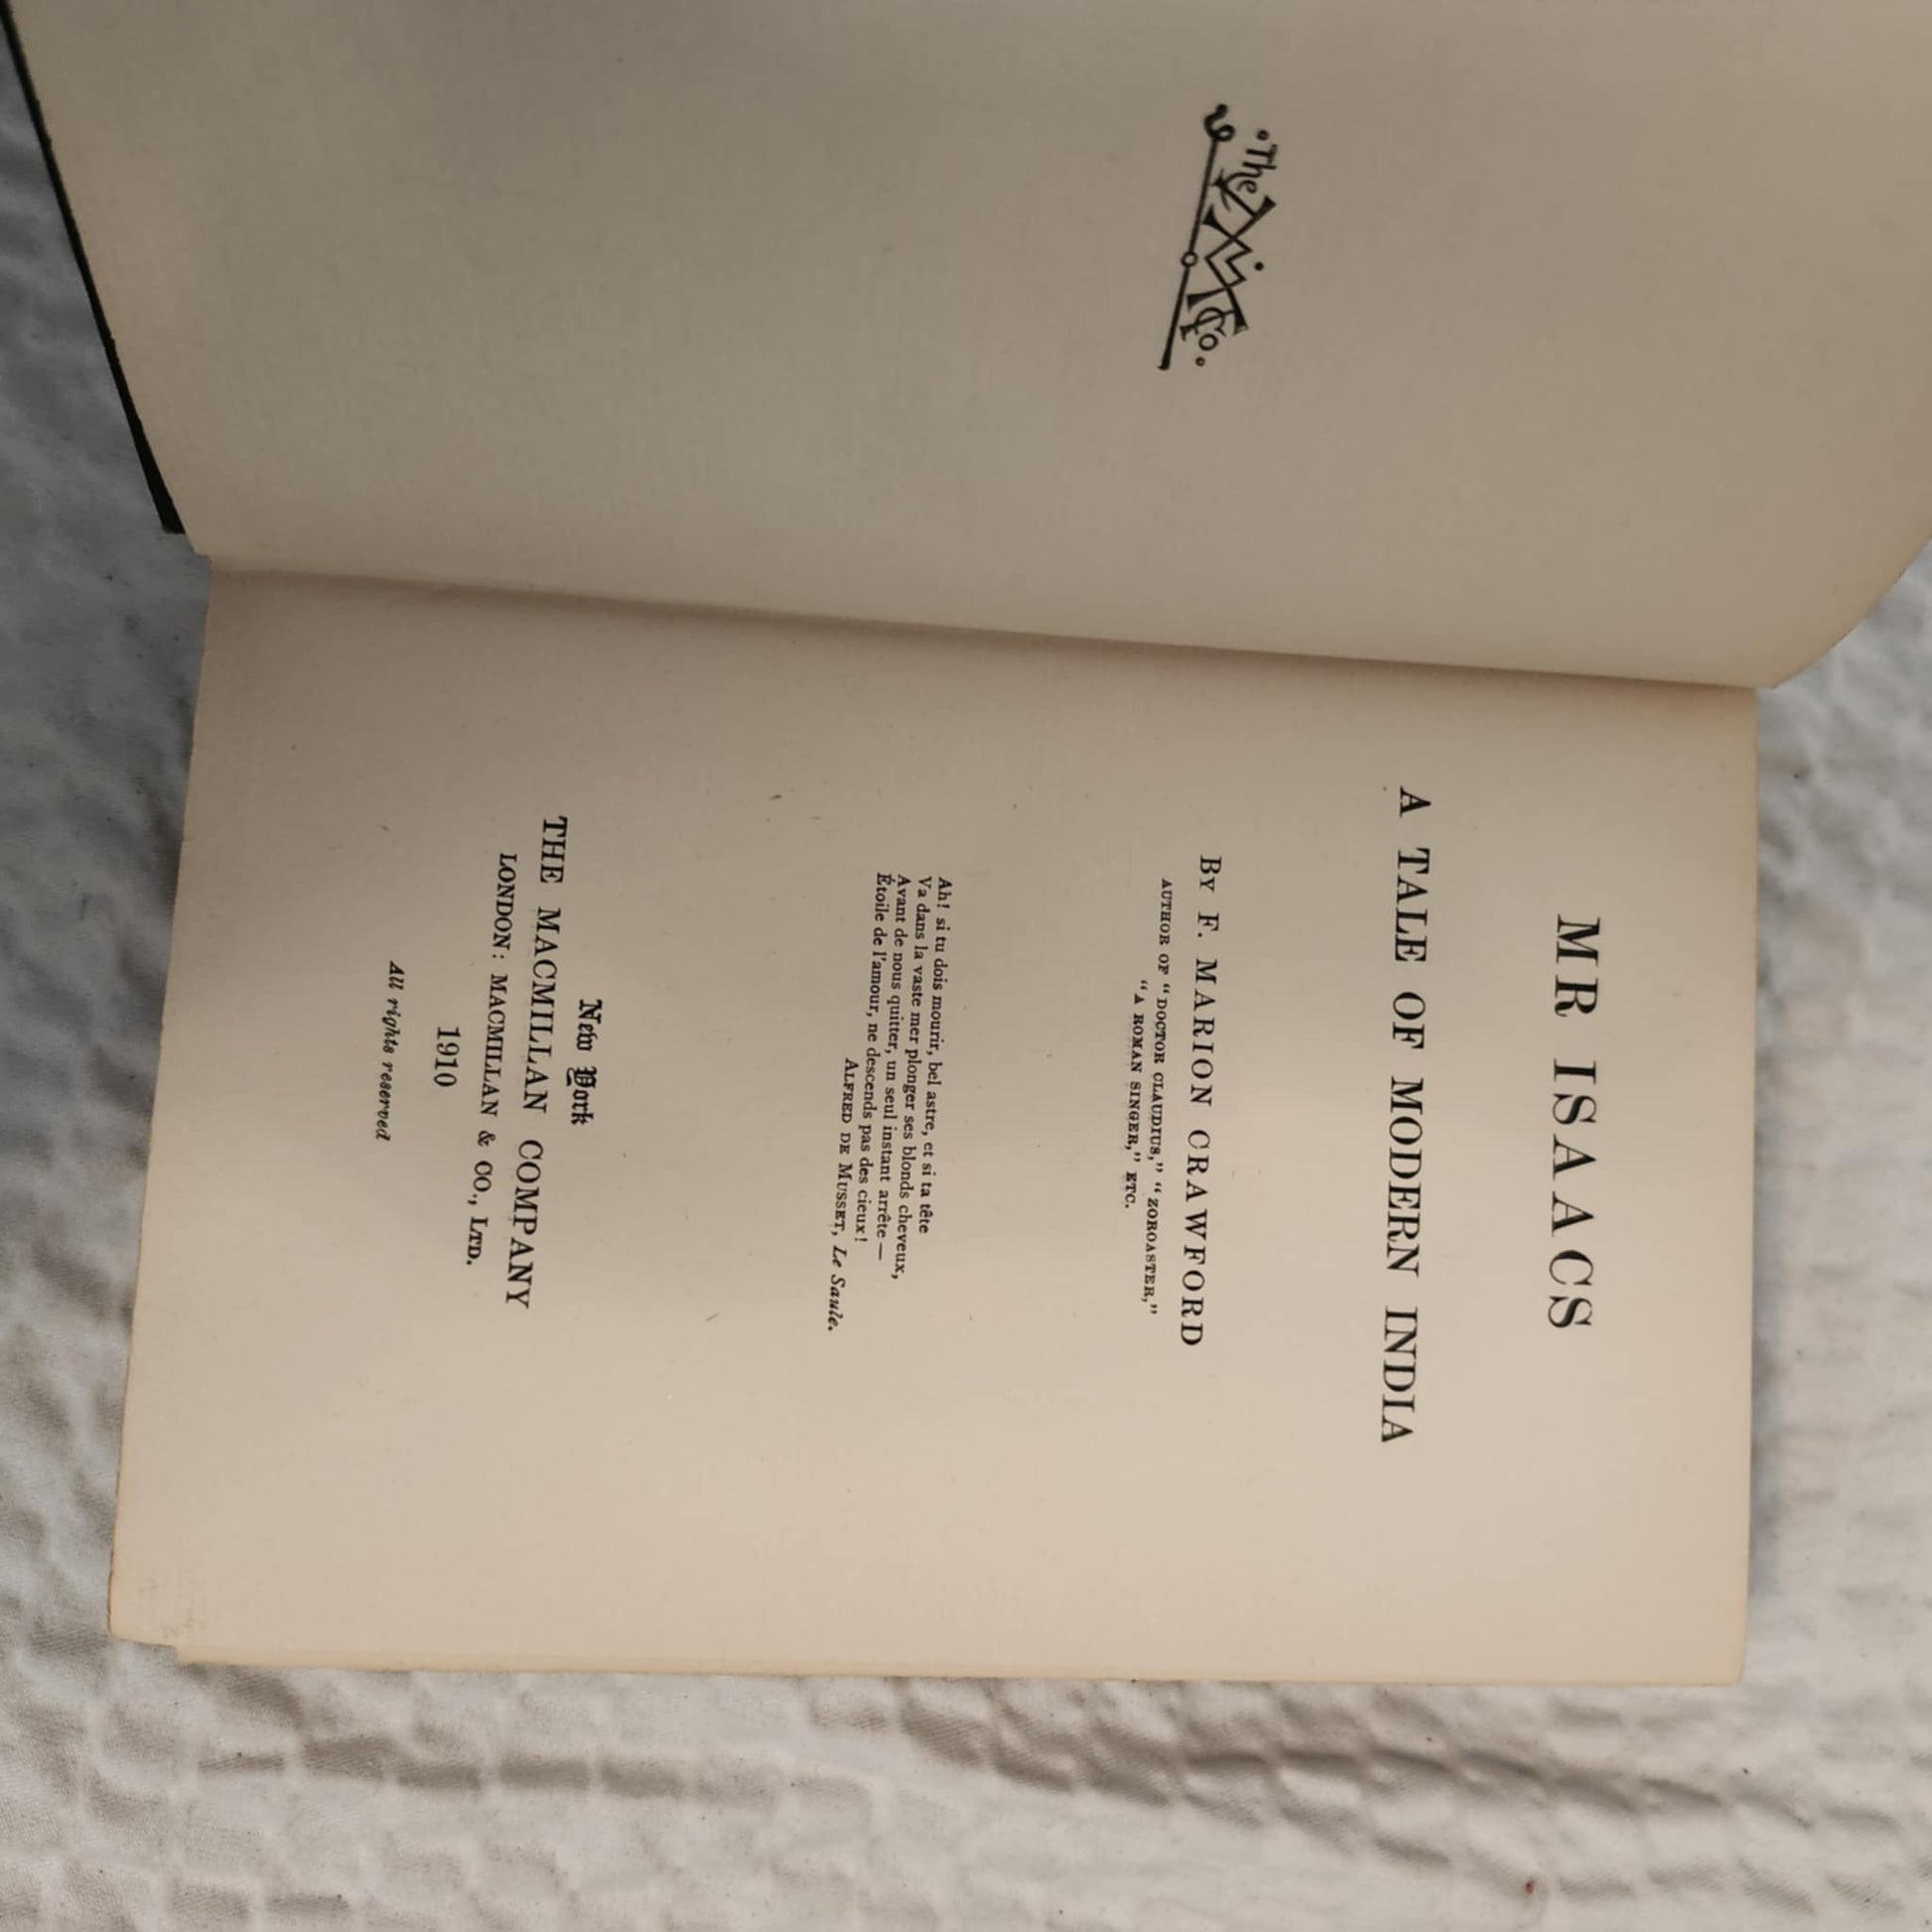 The M Co.
MR ISAACS
A TALE OF MODERN INDIA
BY F. MARION CRAWFORD
AUTHOR OF "DOCTOR CLAUDIUS," "ZOROASTER,"
"A ROMAN SINGER," ETC.
Ah! si tu dois mourir, bel astre, et si ta tête
Va dans la vaste mer plonger ses blonds cheveux,
Avant de nous quitter, un seul instant arrête—
Étoile de l'amour, ne descends pas des cieux!
ALFRED DE MUSSET, Le Saule.
New York
THE MACMILLAN COMPANY
LONDON: MACMILLAN & CO., LTD.
1910
All rights reserved